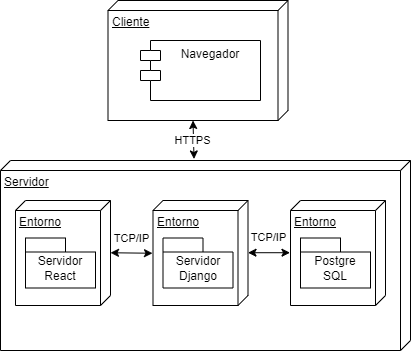 Cliente
Navegador
HTTPS
Servidor
Entorno
Servidor
React
TCP/IP
Entorno
Servidor
Django
TCP/IP
Entorno
Postgre
SQL